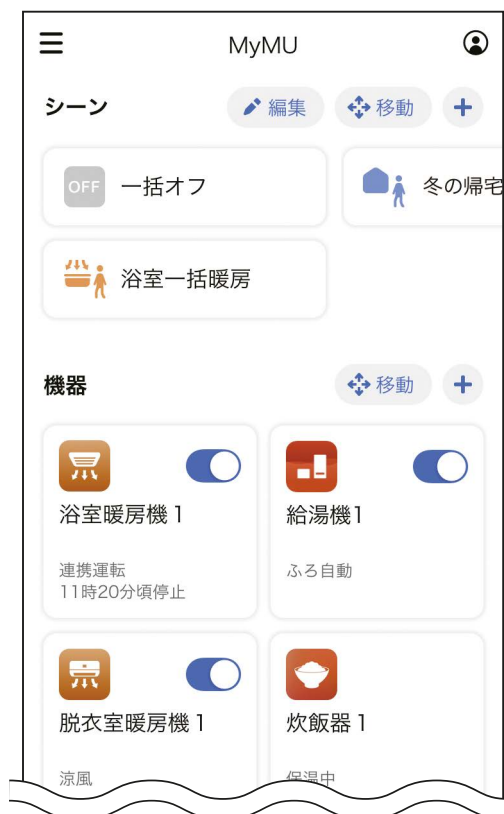 MyMU
シーン
編集
移動
OFF 一括オフ
冬の帰宅
浴室一括暖房
機器
移動
浴室暖房機 1
連携運転
11時20分頃停止
給湯機1
ふろ自動
脱衣室暖房機 1
涼風
炊飯器 1
保温中